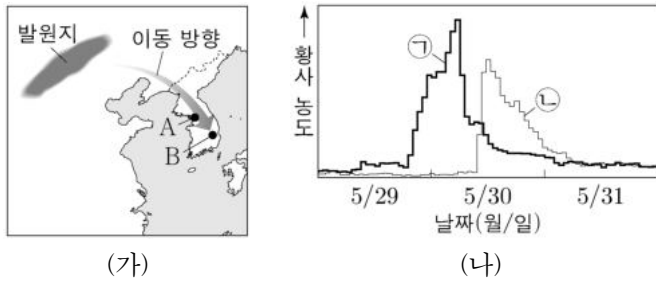 발원지
이동 방향
A
B
(가)
황사 농도
㉠
㉡
5/29 5/30 5/31
날짜(월/일)
(나)